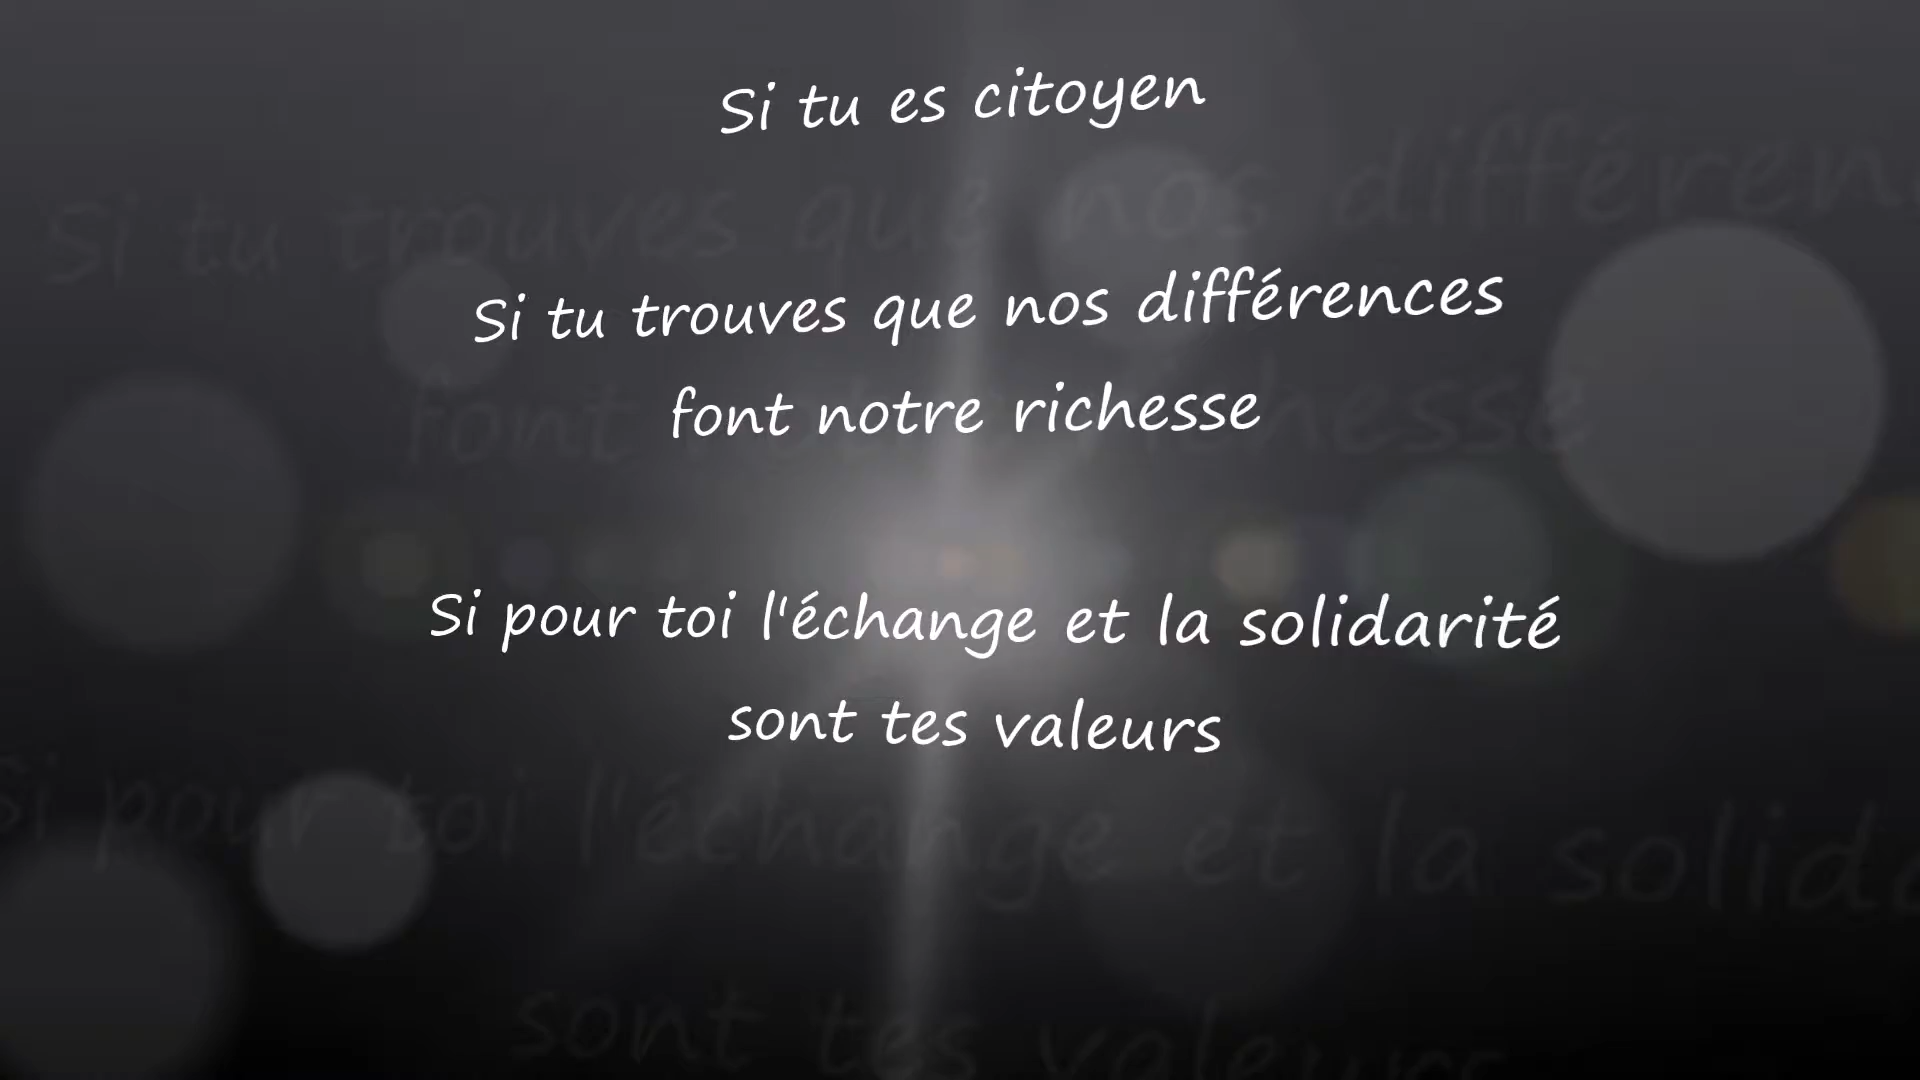 Si tu es citoyen
Si tu trouves que nos différences
font notre richesse
Si pour toi l'échange et la solidarité
sont tes valeurs